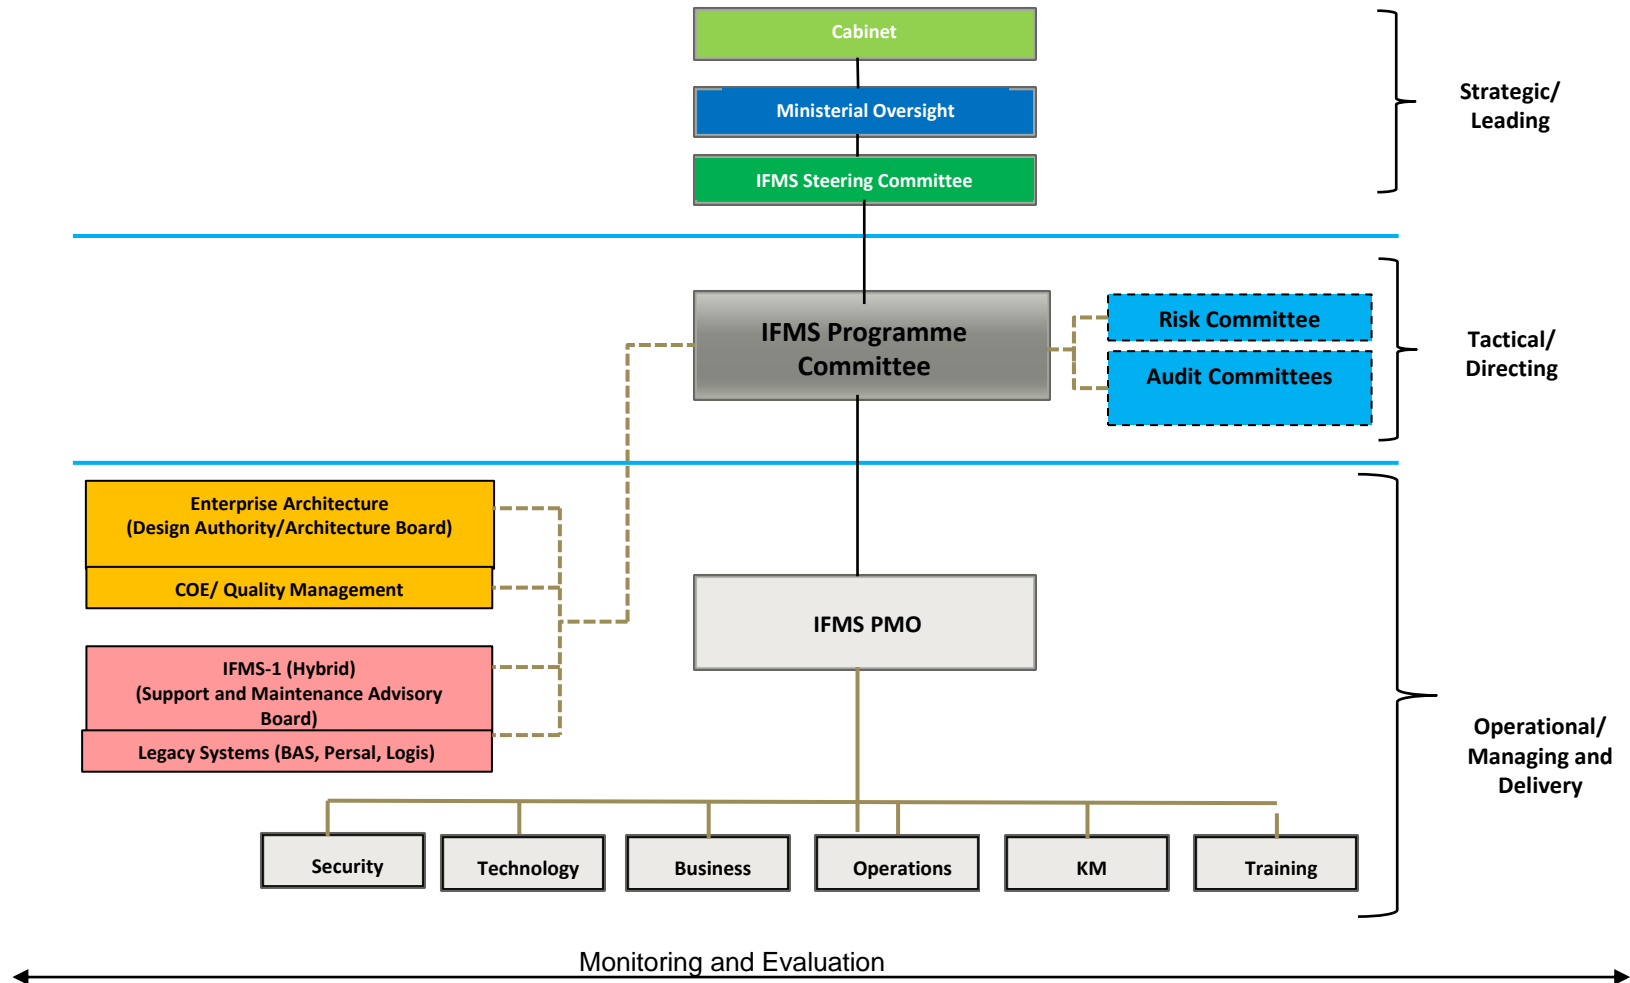 Cabinet
Ministerial Oversight
IFMS Steering Committee
Strategic/
Leading
IFMS Programme
Committee
Risk Committee
Audit Committees
Tactical/
Directing
Enterprise Architecture
(Design Authority/Architecture Board)
COE/ Quality Management
IFMS-1 (Hybrid)
(Support and Maintenance Advisory
Board)
Legacy Systems (BAS, Persal, Logis)
IFMS PMO
Operational/
Managing and
Delivery
Security
Technology
Business
Operations
KM
Training
Monitoring and Evaluation